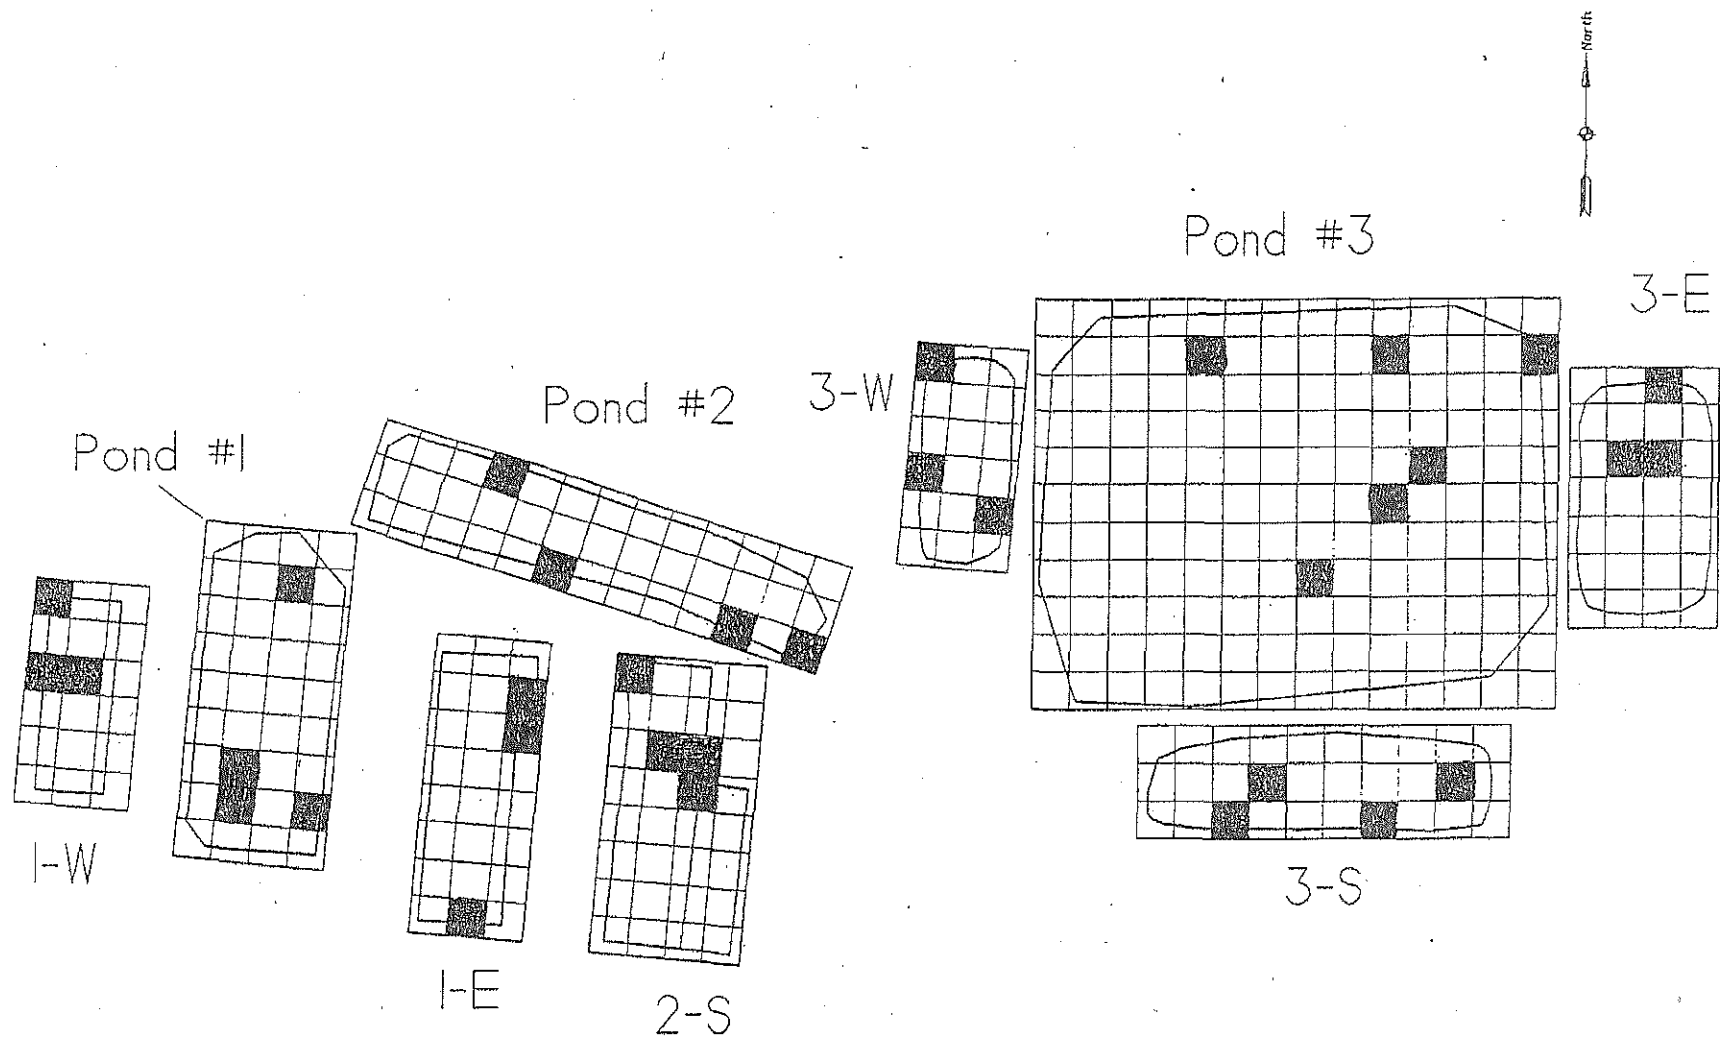 North
Pond #3
3-E
3-W
Pond #2
Pond #1
1-W
3-S
1-E
2-S